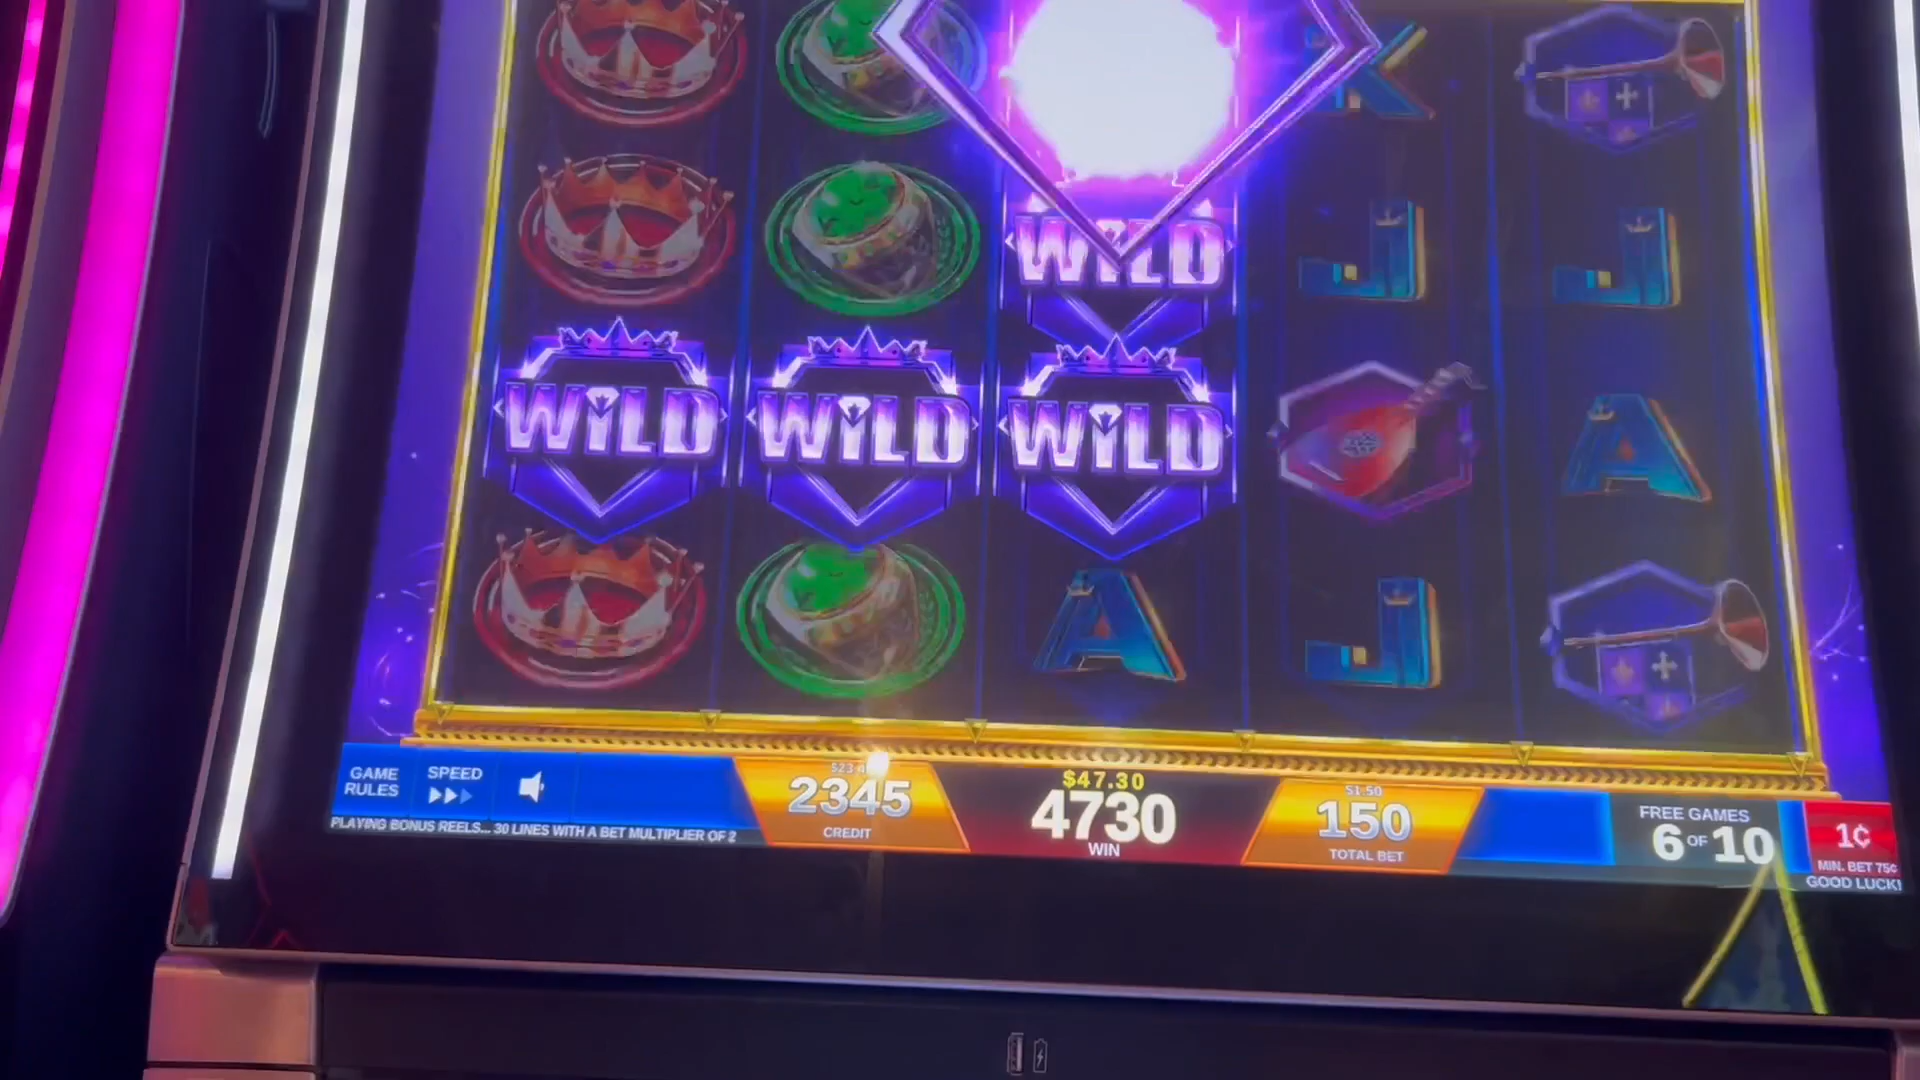 K
WILD
J
J
WILD
WILD
WILD
A
A
J
GAME RULES
SPEED
2345
CREDIT
$47.30
4730
WIN
$1.50
150
TOTAL BET
FREE GAMES
6 OF 10
1¢
MIN. BET 75¢
GOOD LUCK!
PLAYING BONUS REELS... 30 LINES WITH A BET MULTIPLIER OF 2